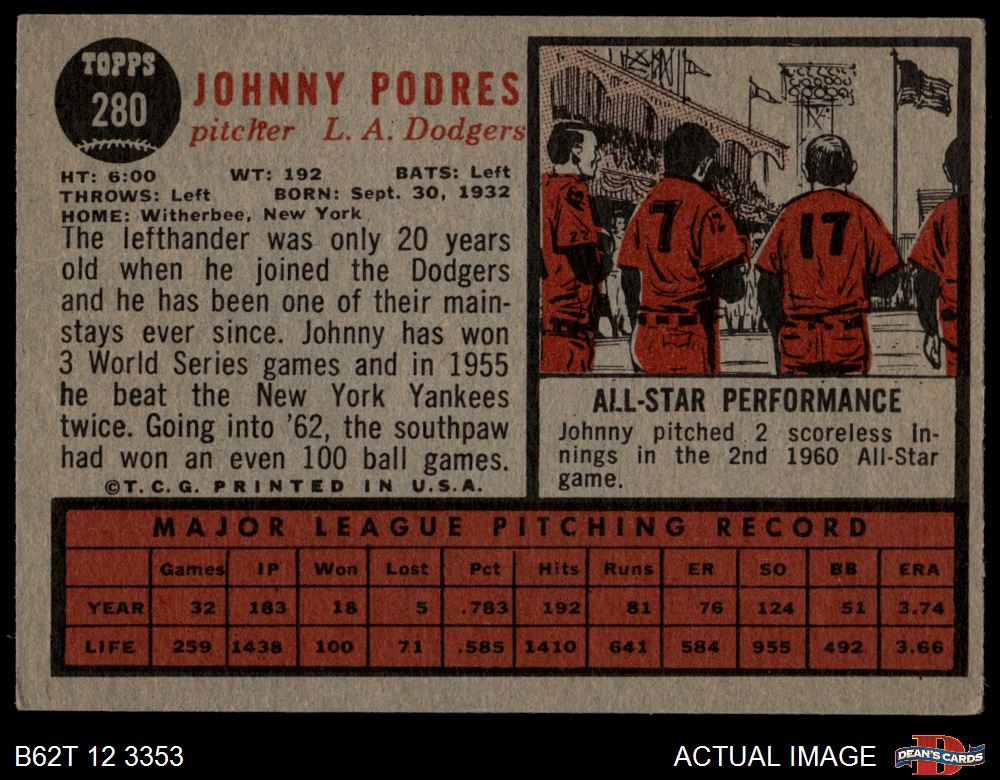 TOPPS
280
JOHNNY PODRES
pitcher L. A. Dodgers
HT: 6:00 WT: 192 BATS: Left
THROWS: Left BORN: Sept. 30, 1932
HOME: Witherbee, New York
The lefthander was only 20 years
old when he joined the Dodgers
and he has been one of their main-
stays ever since. Johnny has won
3 World Series games and in 1955
he beat the New York Yankees
twice. Going into '62, the southpaw
had won an even 100 ball games.
©T. C. G. PRINTED IN U. S. A.
7
17
ALL-STAR PERFORMANCE
Johnny pitched 2 scoreless in-
nings in the 2nd 1960 All-Star
game.
MAJOR LEAGUE PITCHING RECORD
Games IP Won Lost Pct Hits Runs ER SO BB ERA
YEAR 32 183 18 5 .783 192 81 76 124 51 3.74
LIFE 259 1438 100 71 .585 1410 641 584 955 492 3.66
B62T 12 3353
ACTUAL IMAGE
DEAN'S CARDS